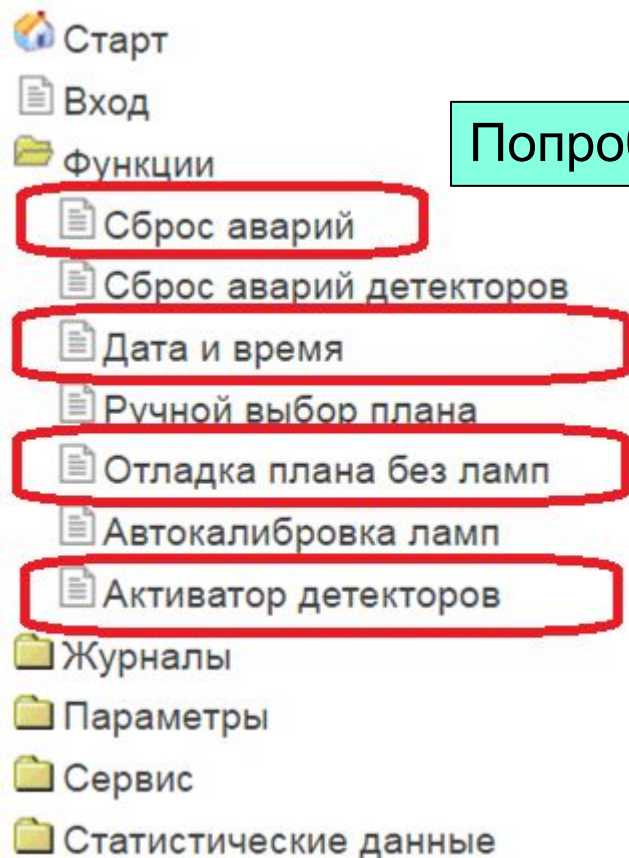 Старт
Вход
Попро
Функции
Сброс аварий
Сброс аварий детекторов
Дата и время
Ручной выбор плана
Отладка плана без ламп
Автокалибровка ламп
Активатор детекторов
Журналы
Параметры
Сервис
Статистические данные